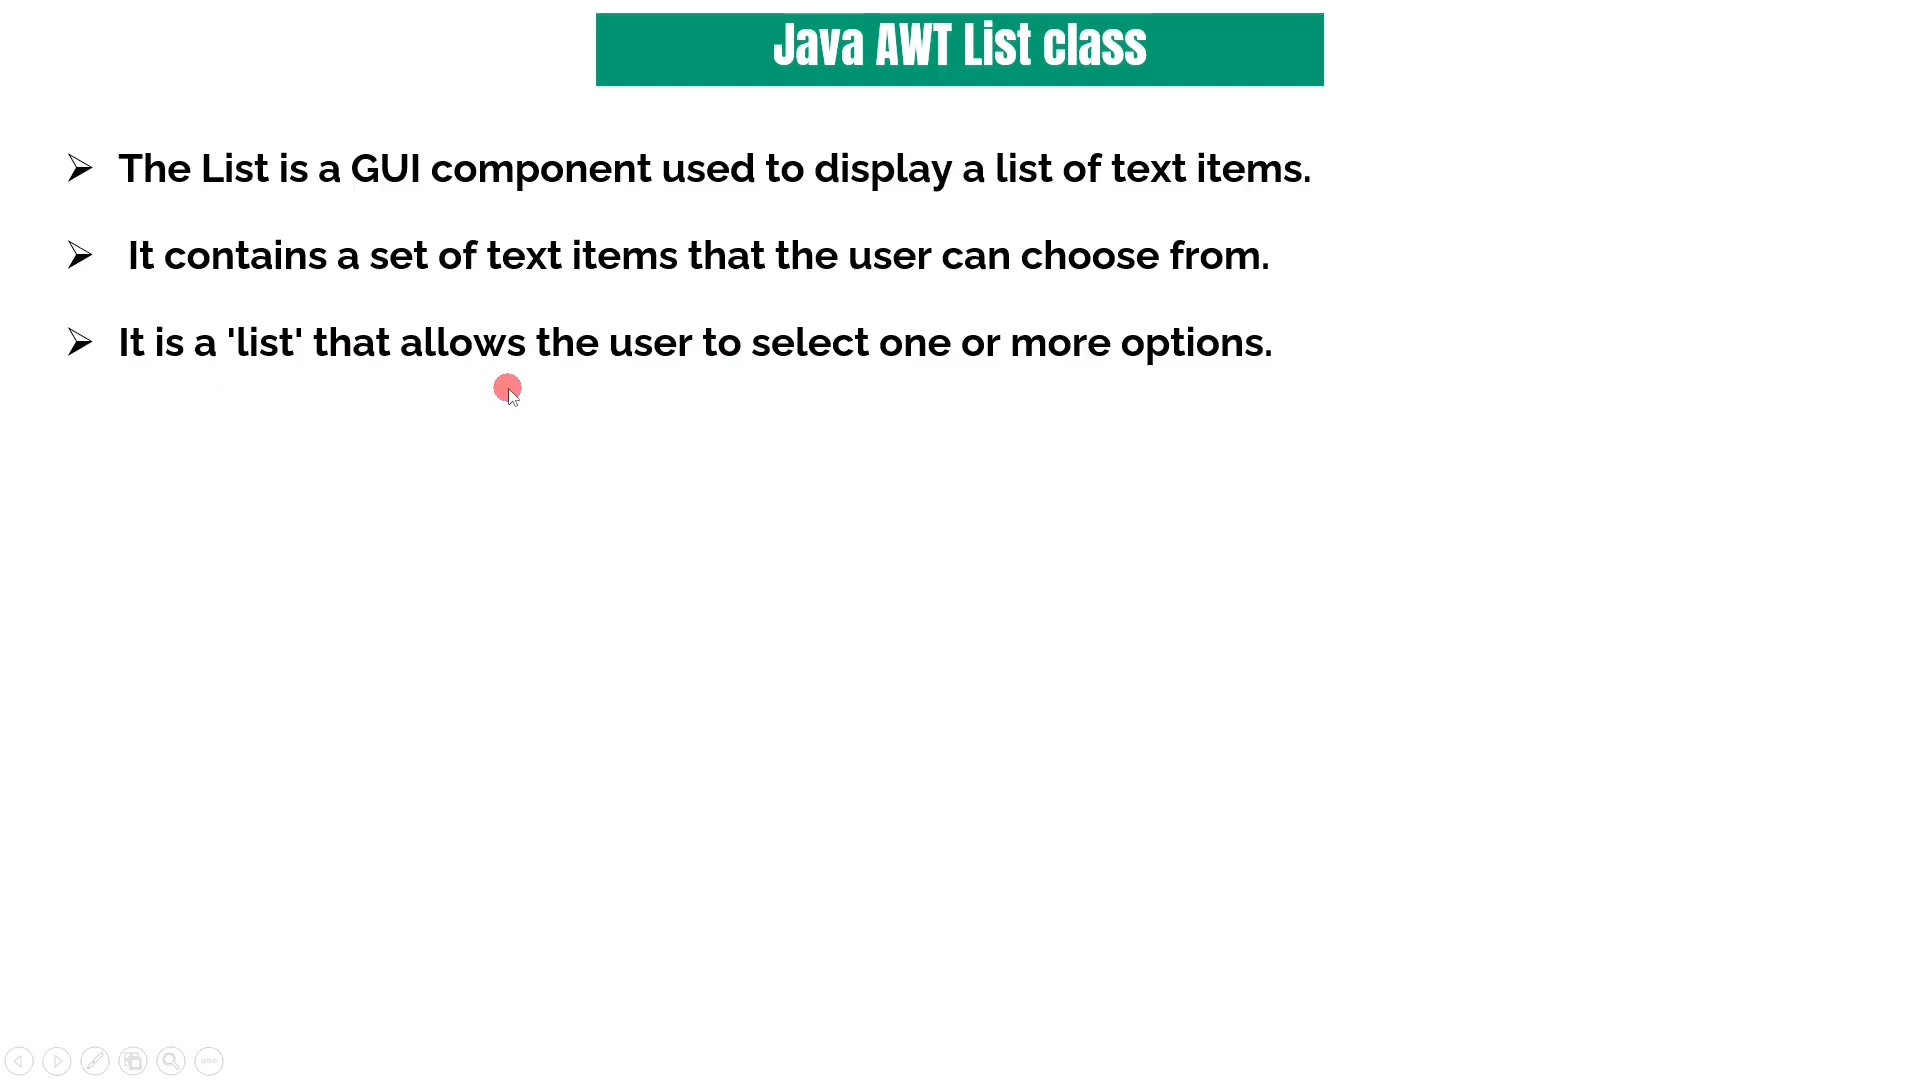 Java AWT List class
The List is a GUI component used to display a list of text items.
It contains a set of text items that the user can choose from.
It is a 'list' that allows the user to select one or more options.